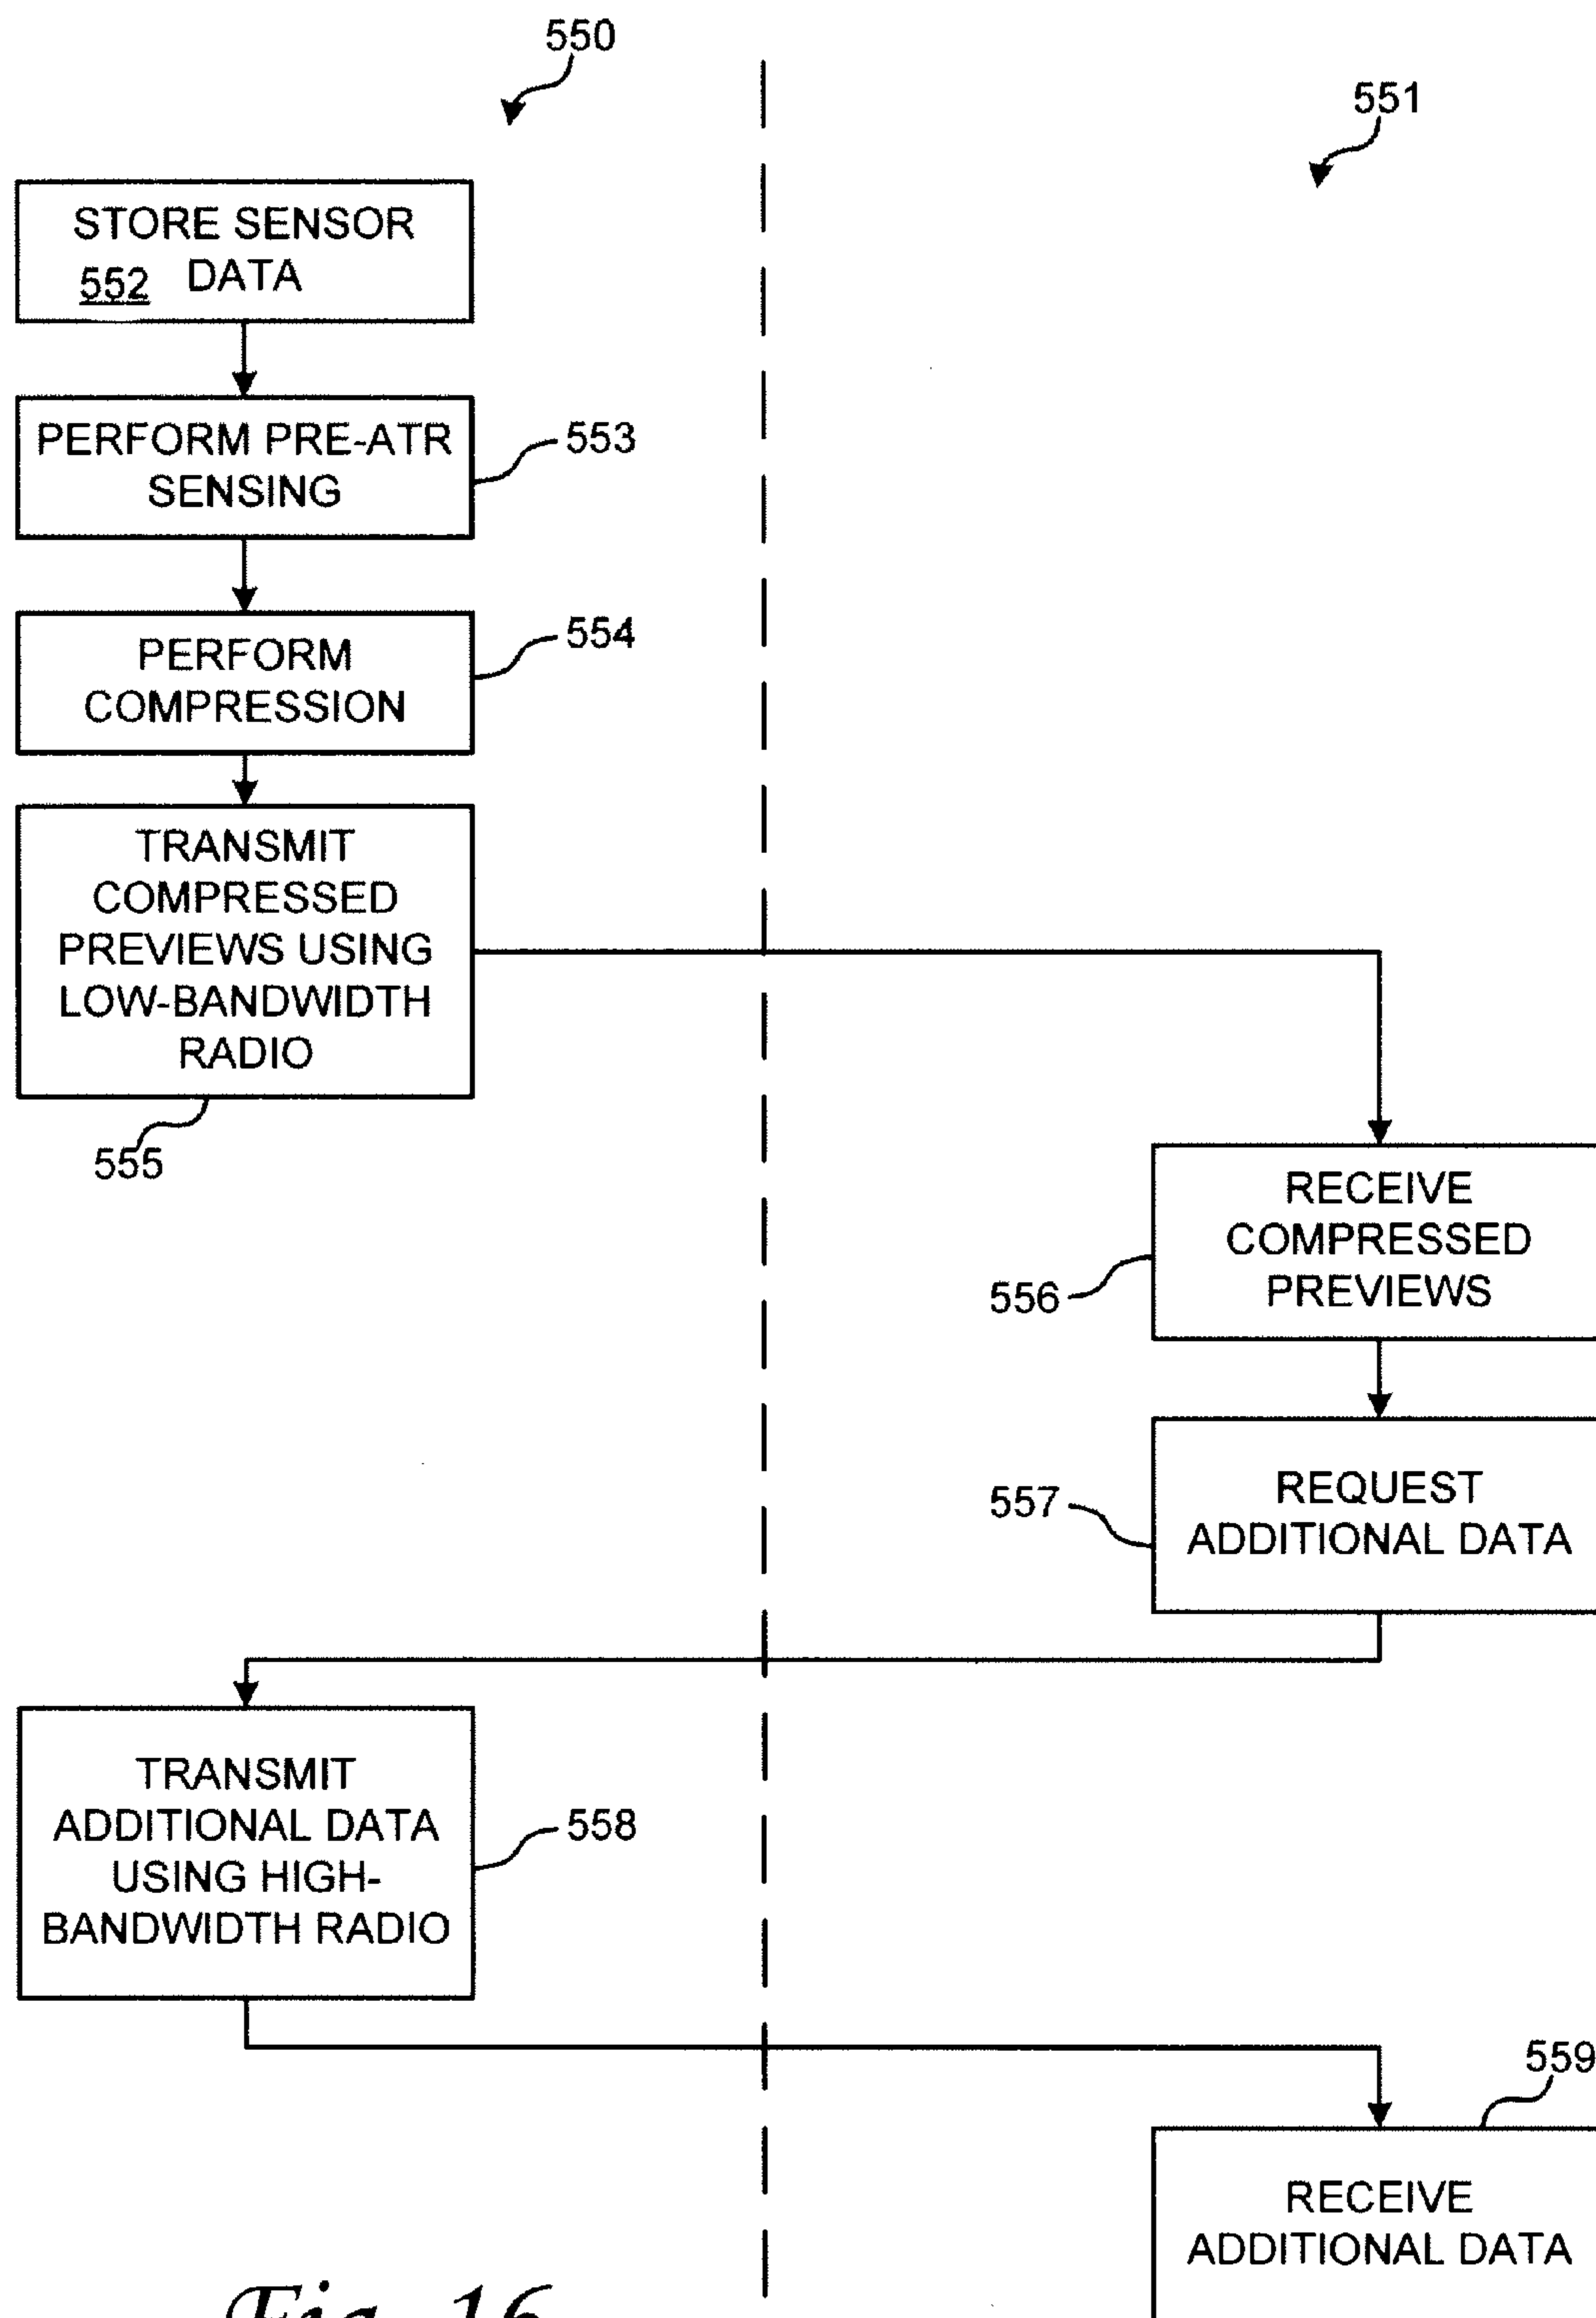 550
551
STORE SENSOR
552 DATA
PERFORM PRE-ATR
SENSING
553
PERFORM
COMPRESSION
554
TRANSMIT
COMPRESSED
PREVIEWS USING
LOW-BANDWIDTH
RADIO
555
RECEIVE
COMPRESSED
PREVIEWS
556
REQUEST
ADDITIONAL DATA
557
TRANSMIT
ADDITIONAL DATA
USING HIGH-
BANDWIDTH RADIO
558
559
RECEIVE
ADDITIONAL DATA
Fig. 16